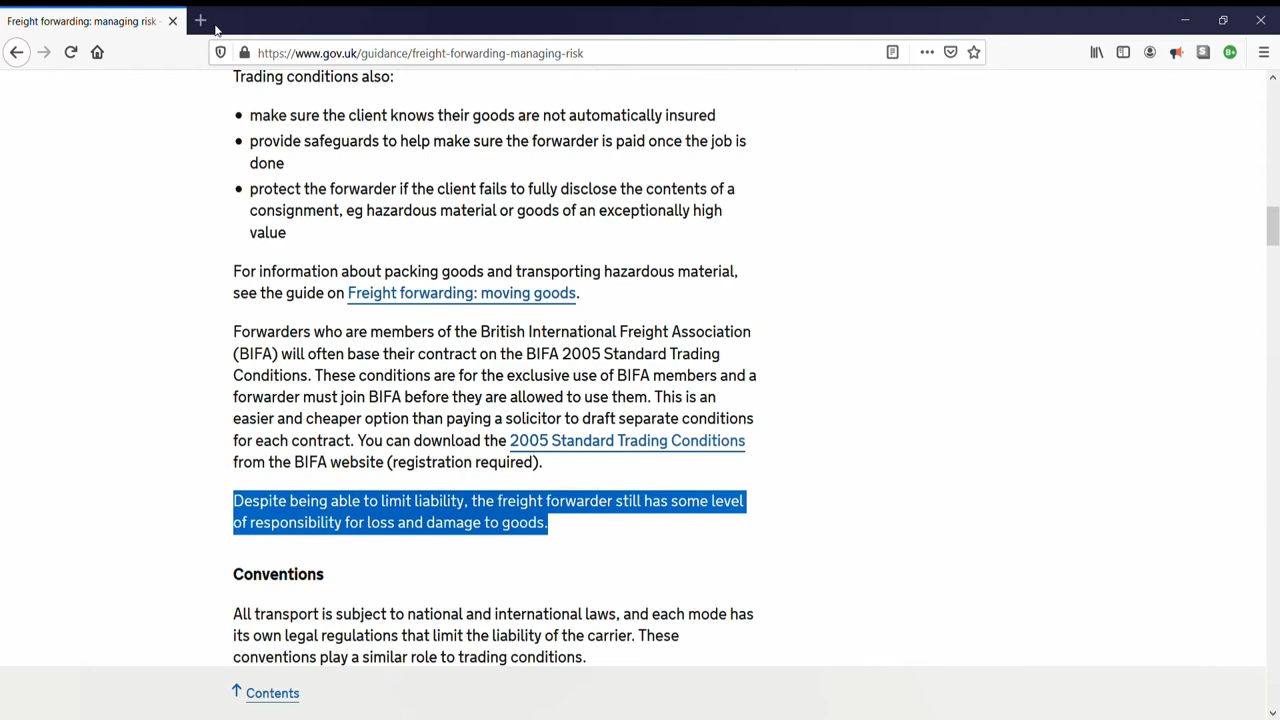 Freight forwarding: managing risk -
https://www.gov.uk/guidance/freight-forwarding-managing-risk
S
B+
Trading conditions also:
make sure the client knows their goods are not automatically insured
provide safeguards to help make sure the forwarder is paid once the job is
done
protect the forwarder if the client fails to fully disclose the contents of a
consignment, eg hazardous material or goods of an exceptionally high
value
For information about packing goods and transporting hazardous material,
see the guide on Freight forwarding: moving goods.
Forwarders who are members of the British International Freight Association
(BIFA) will often base their contract on the BIFA 2005 Standard Trading
Conditions. These conditions are for the exclusive use of BIFA members and a
forwarder must join BIFA before they are allowed to use them. This is an
easier and cheaper option than paying a solicitor to draft separate conditions
for each contract. You can download the 2005 Standard Trading Conditions
from the BIFA website (registration required).
Despite being able to limit liability, the freight forwarder still has some level
of responsibility for loss and damage to goods.
Conventions
All transport is subject to national and international laws, and each mode has
its own legal regulations that limit the liability of the carrier. These
conventions play a similar role to trading conditions.
Contents